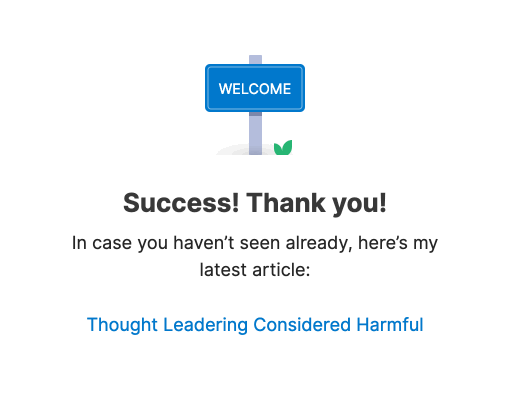 WELCOME
Success! Thank you!
In case you haven’t seen already, here’s my
latest article:
Thought Leadering Considered Harmful